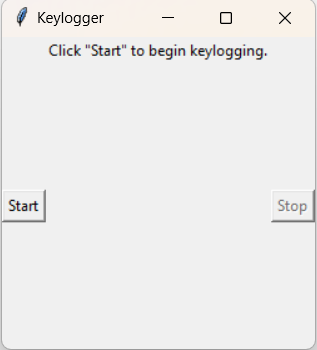 Keylogger
Click "Start" to begin keylogging.
Start
Stop